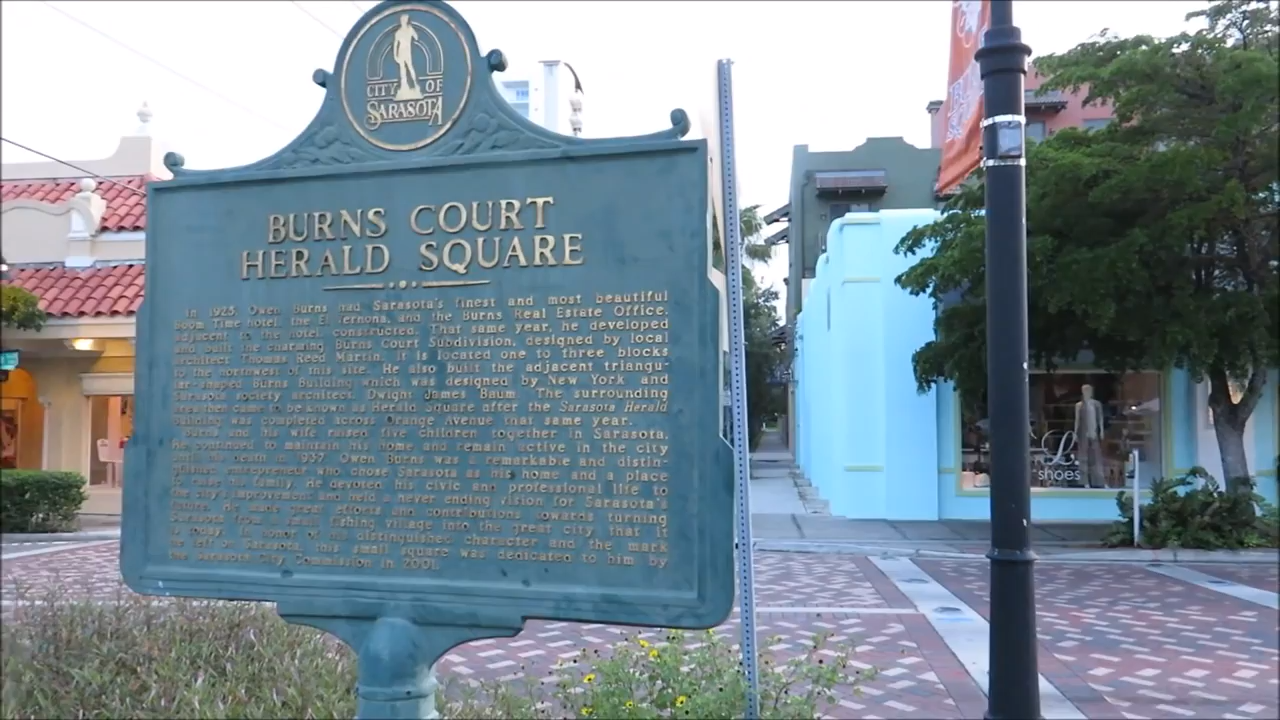 CITY OF
SARASOTA
BURNS COURT
HERALD SQUARE
In 1925, Owen Burns had Sarasota's finest and most beautiful
Boom Time hotel, the El Vernona, and the Burns Real Estate Office,
adjacent to the hotel, constructed. That same year, he developed
and built the charming Burns Court Subdivision, designed by local
architect Thomas Reed Martin. It is located one to three blocks
to the northwest of this site. He also built the adjacent triangu-
lar-shaped Burns Building which was designed by New York and
Sarasota society architect, Dwight James Baum. The surrounding
area then came to be known as Herald Square after the Sarasota Herald
Building was completed across Orange Avenue that same year.
Burns and his wife raised five children together in Sarasota.
He continued to maintain his home and remain active in the city
until his death in 1937. Owen Burns was a remarkable and distin-
guished entrepreneur who chose Sarasota as his home and a place
to raise his family. He devoted his civic and professional life to
the city's improvement and held a never ending vision for Sarasota's
future. He made great efforts and contributions towards turning
Sarasota from a small fishing village into the great city that it
is today. In honor of his distinguished character and the mark
he left on Sarasota, this small square was dedicated to him by
the Sarasota City Commission in 2001.
L.
shoes